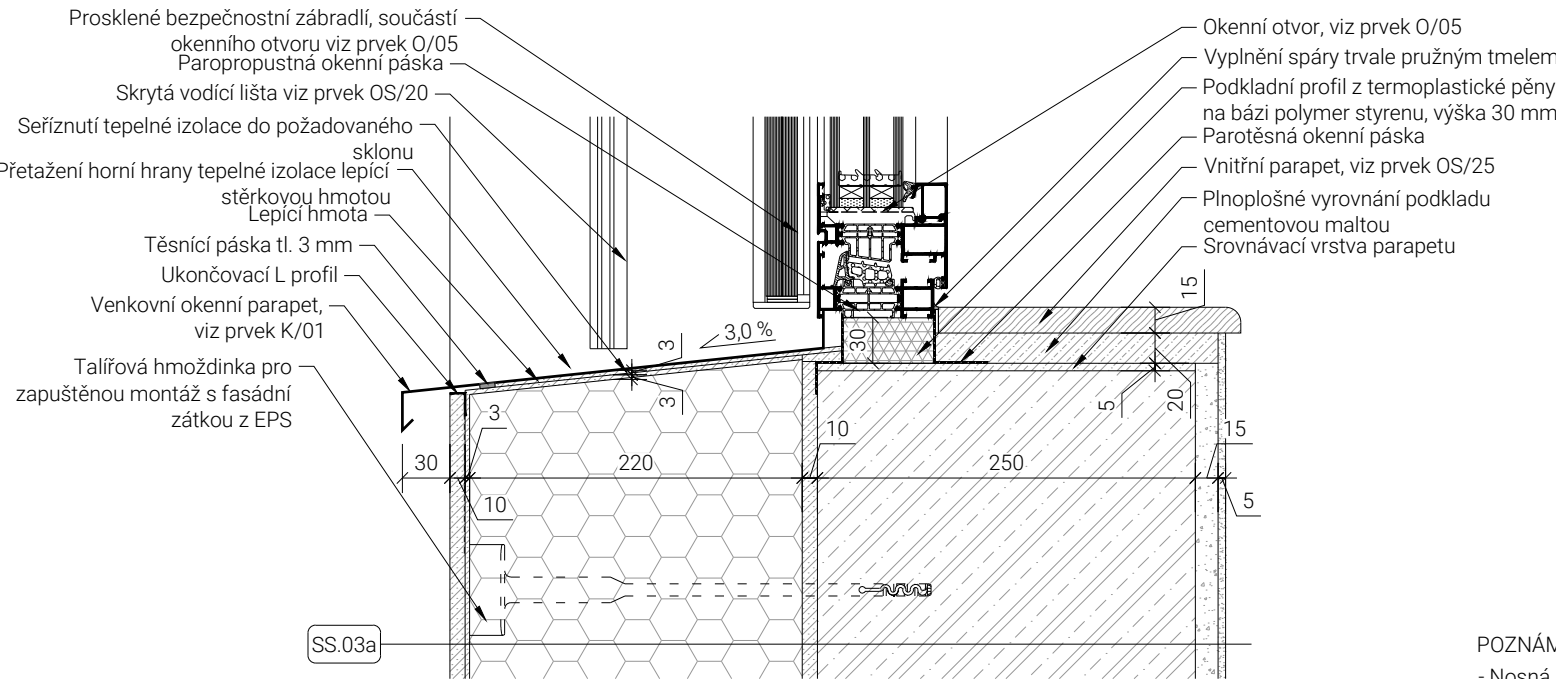 Prosklené bezpečnostní zábradlí, součástí
okenního otvoru viz prvek O/05
Paropropustná okenní páska
Skrytá vodící lišta viz prvek OS/20
Seříznutí tepelné izolace do požadovaného
sklonu
Přetažení horní hrany tepelné izolace lepící
stěrkovou hmotou
Lepící hmota
Těsnící páska tl. 3 mm
Ukončovací L profil
Venkovní okenní parapet,
viz prvek K/01
Talířová hmoždinka pro
zapuštěnou montáž s fasádní
zátkou z EPS
Okenní otvor, viz prvek O/05
Vyplnění spáry trvale pružným tmelem
Podkladní profil z termoplastické pěny
na bázi polymer styrenu, výška 30 mm
Parotěsná okenní páska
Vnitřní parapet, viz prvek OS/25
Plnoplošné vyrovnání podkladu
cementovou maltou
Srovnávací vrstva parapetu
15
3,0 %
3
30
3
5
20
3
10
15
30
220
250
10
5
SS.03a
POZNÁM
- Nosná